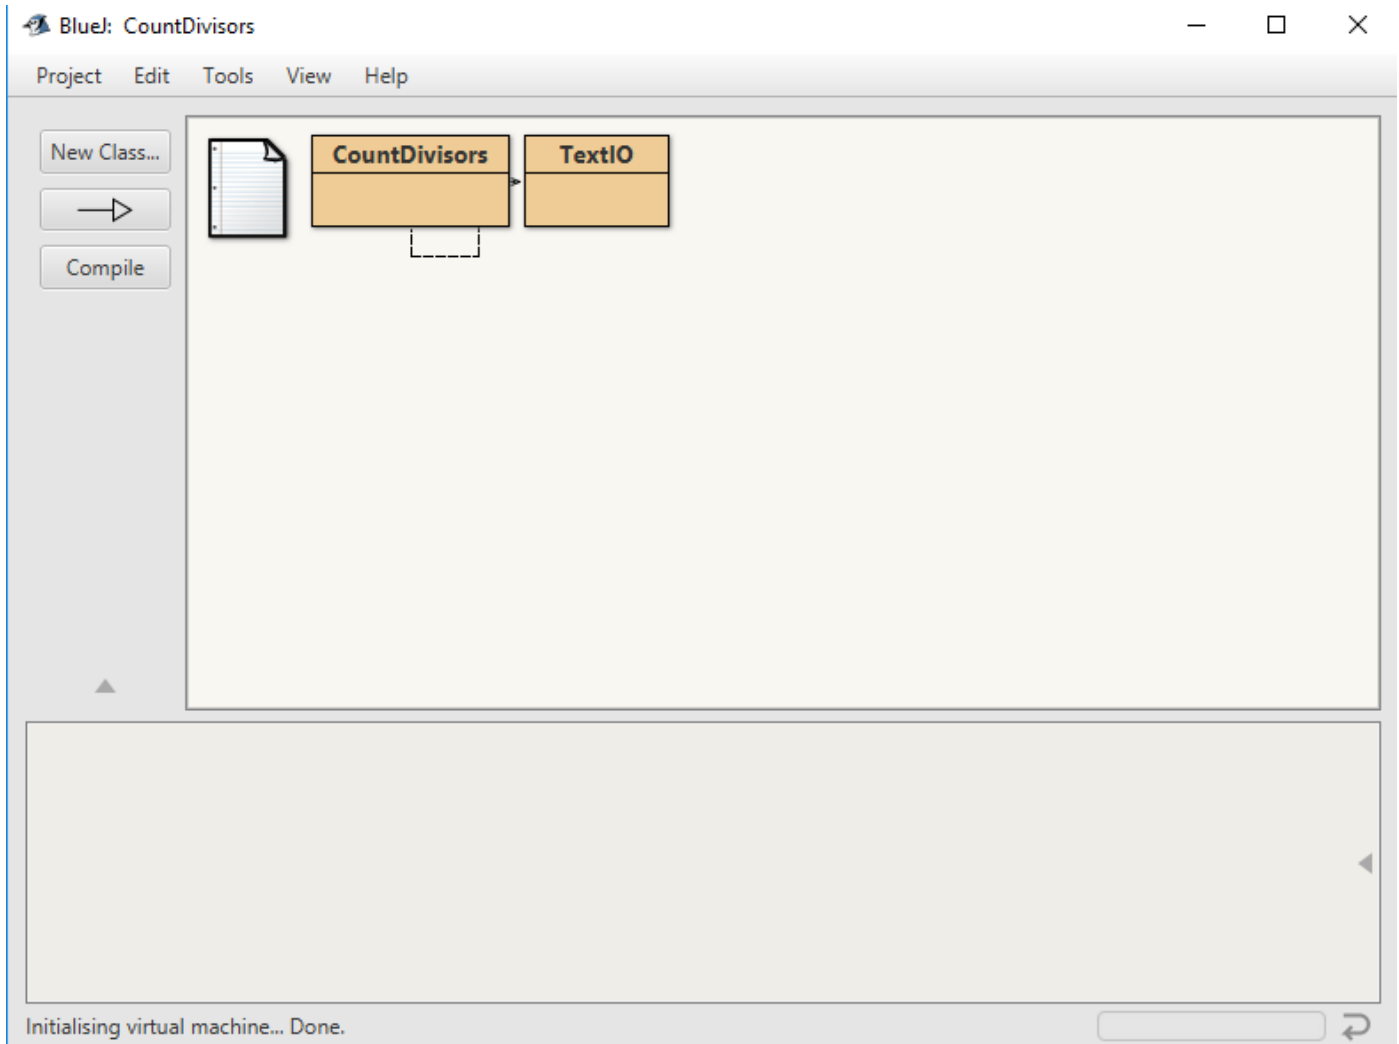 BlueJ: CountDivisors
Project Edit Tools View Help
New Class...
Compile
CountDivisors
TextIO
Initialising virtual machine... Done.